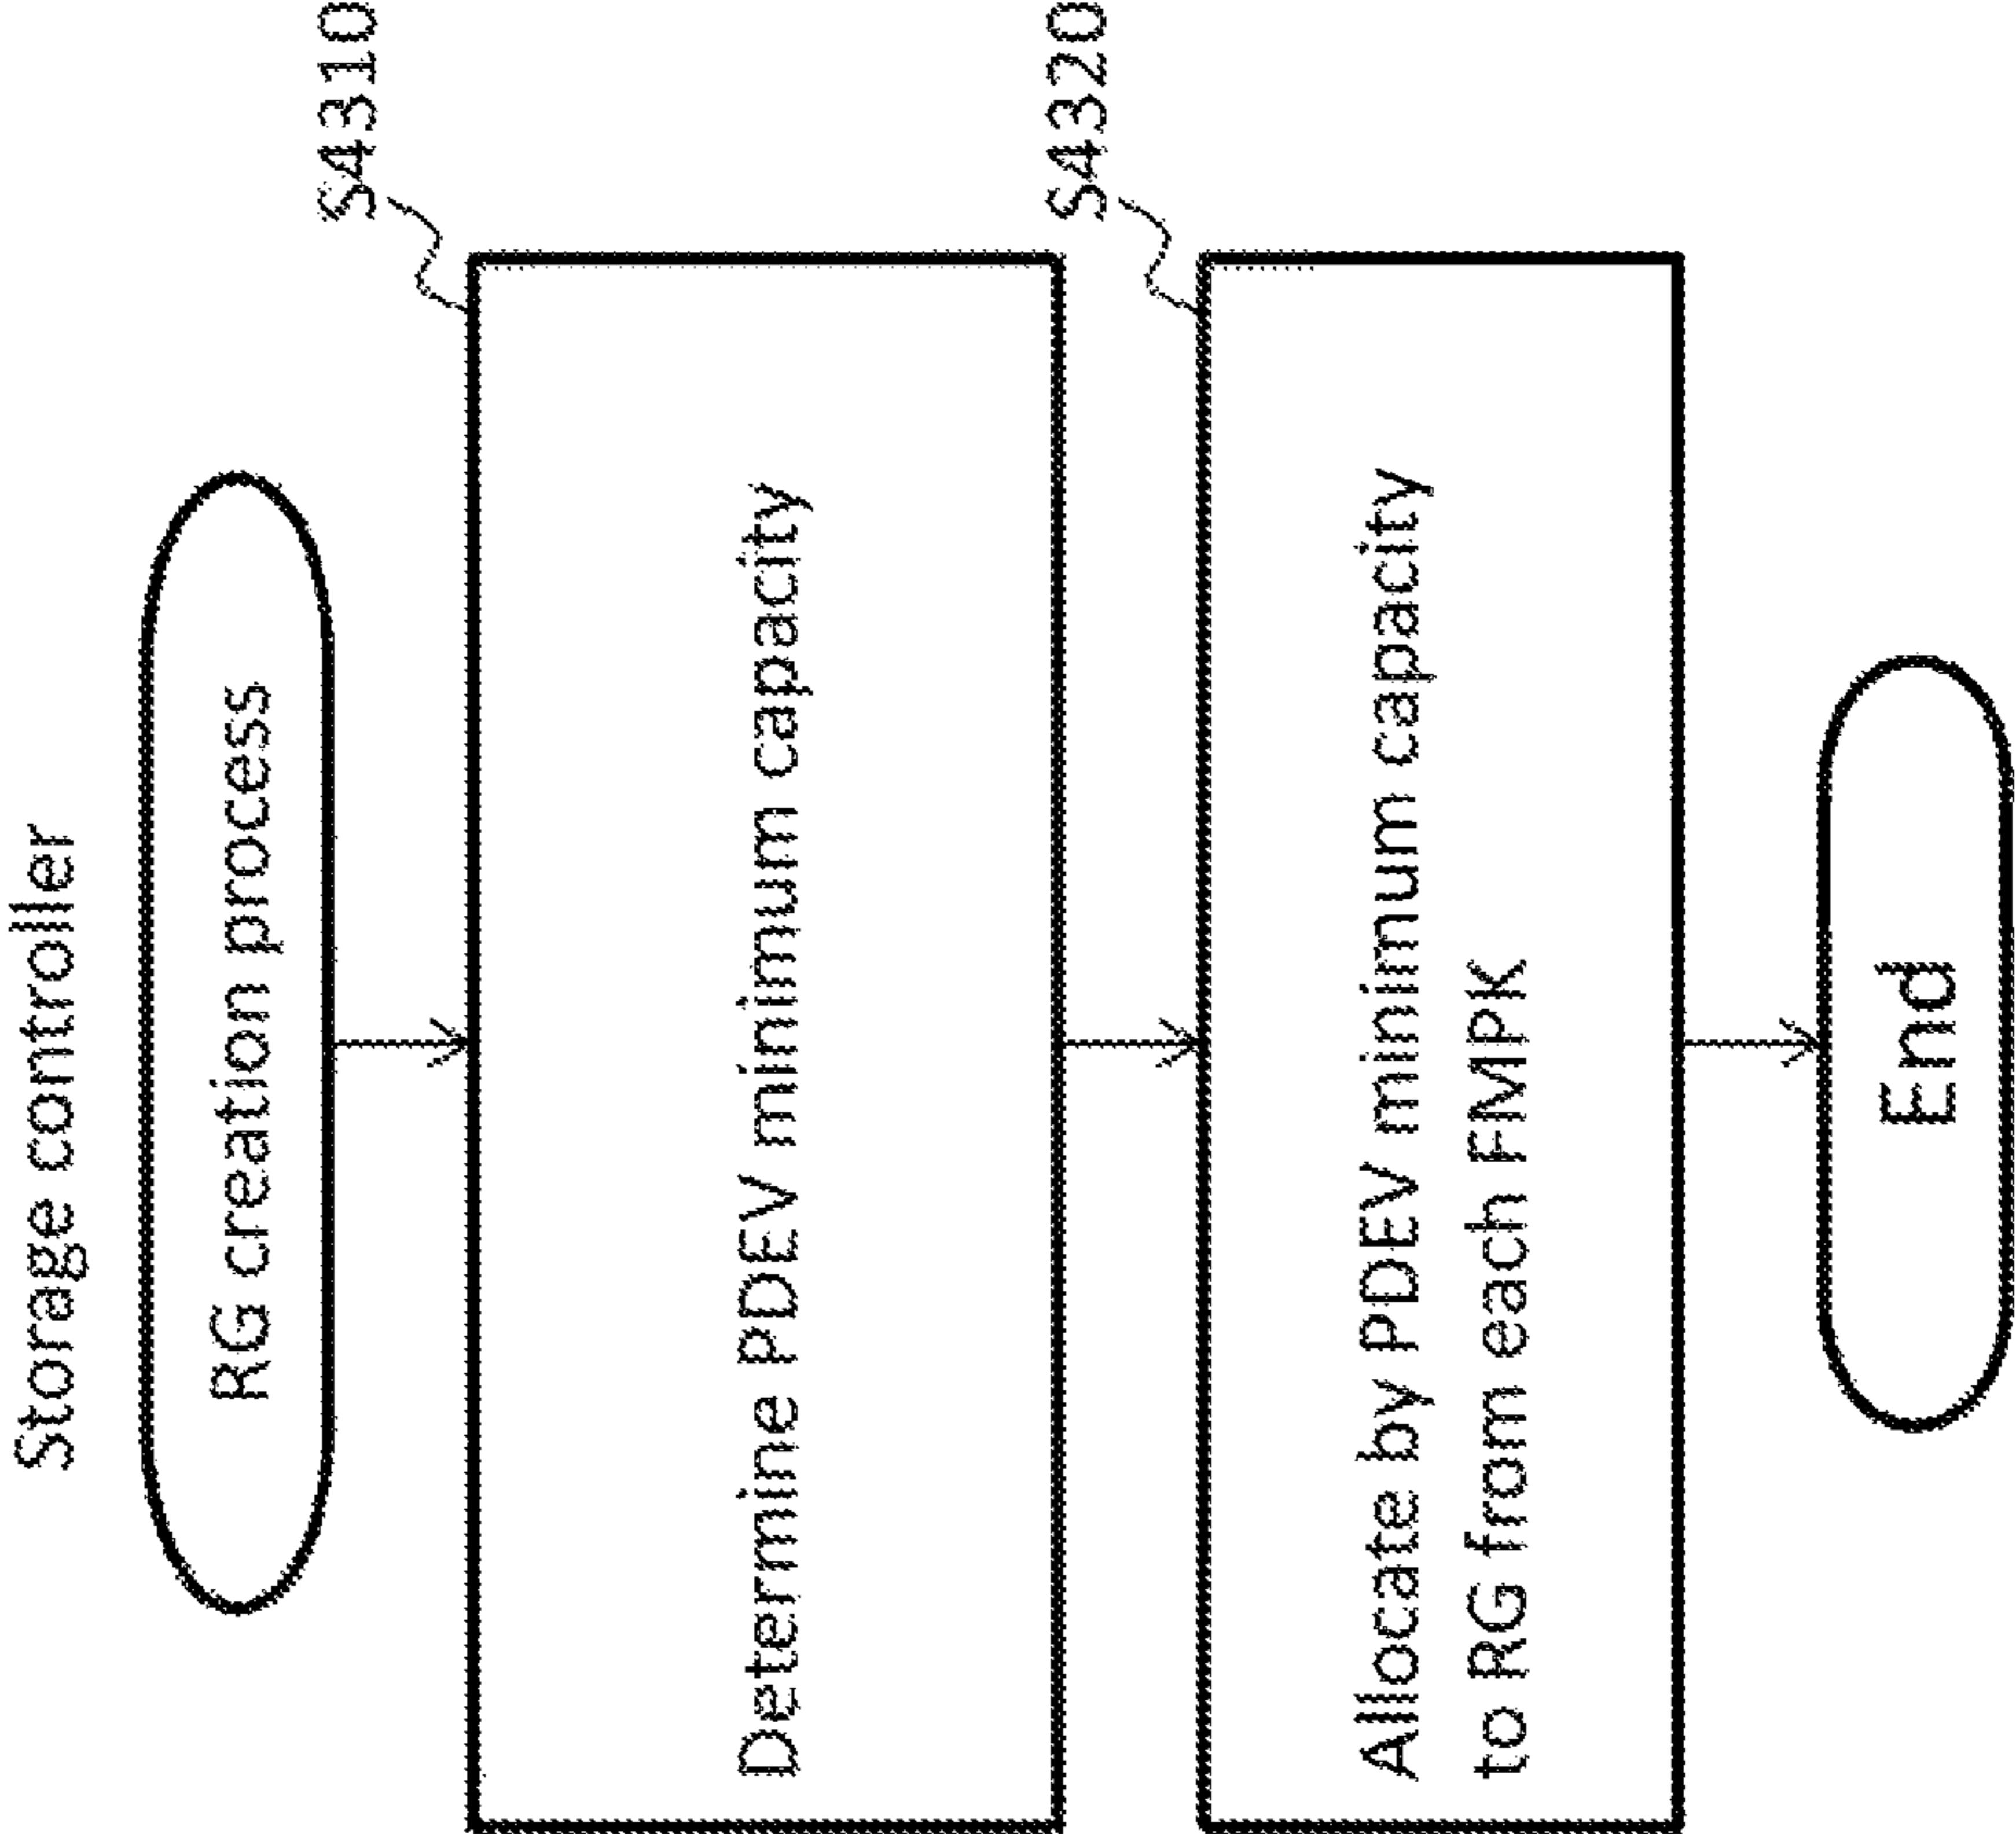 Storage controller
RG creation process
S4310
Determine PDEV minimum capacity
S4320
Allocate by PDEV minimum capacity
to RG from each FMPK
End